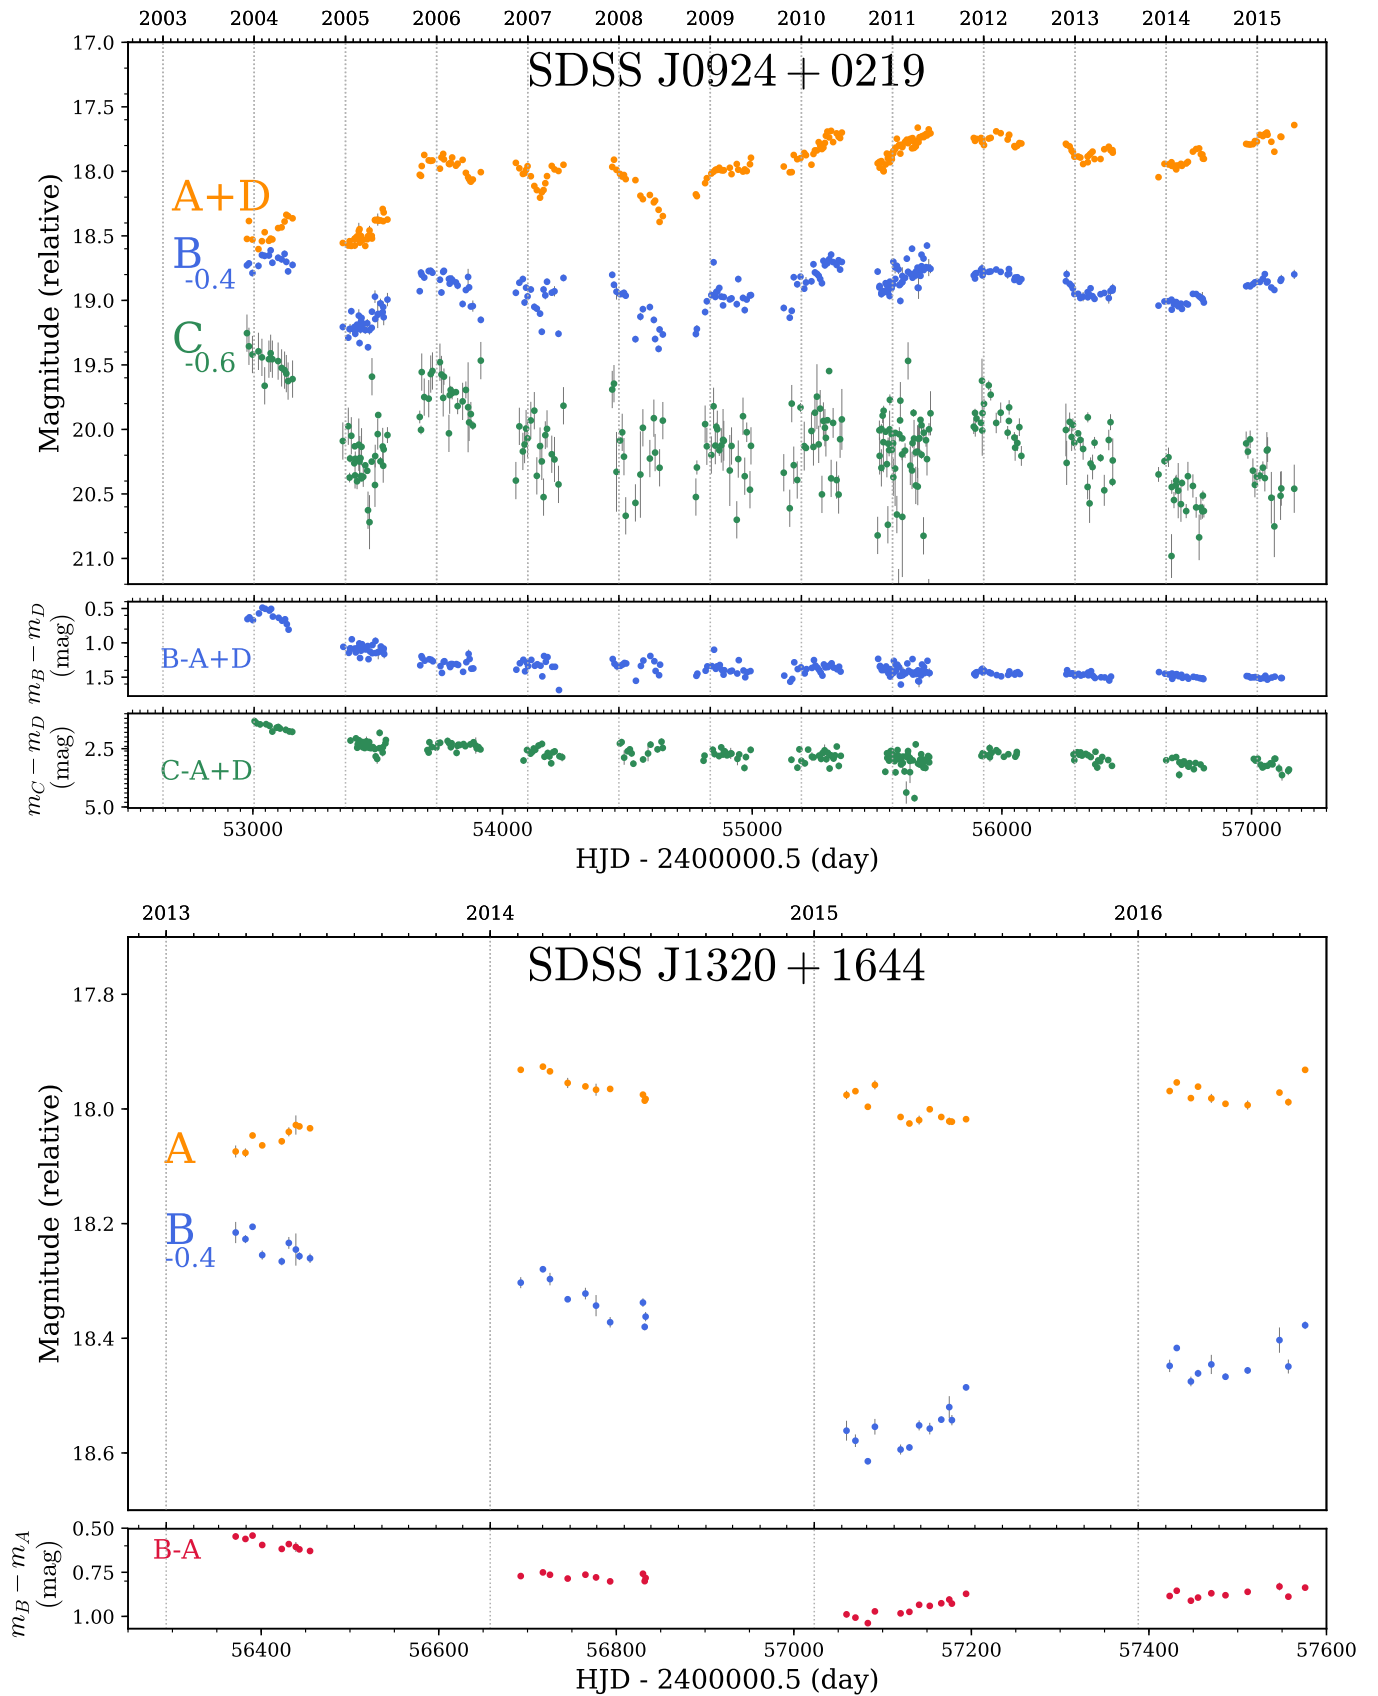 2003 2004 2005 2006 2007 2008 2009 2010 2011 2012 2013 2014 2015
SDSS J0924 + 0219
Magnitude (relative)
17.0
17.5
18.0
18.5
19.0
19.5
20.0
20.5
21.0
A+D
B
-0.4
C
-0.6
m_B − m_D
(mag)
0.5
1.0
1.5
B-A+D
m_C − m_D
(mag)
2.5
5.0
C-A+D
53000 54000 55000 56000 57000
HJD - 2400000.5 (day)
2013 2014 2015 2016
SDSS J1320 + 1644
Magnitude (relative)
17.8
18.0
18.2
18.4
18.6
A
B
-0.4
m_B − m_A
(mag)
0.50
0.75
1.00
B-A
56400 56600 56800 57000 57200 57400 57600
HJD - 2400000.5 (day)